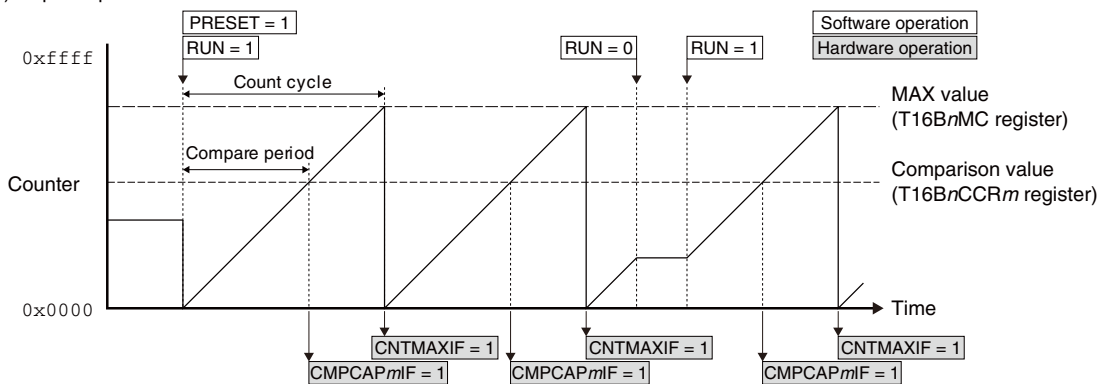 PRESET = 1
RUN = 1
RUN = 0
RUN = 1
Software operation
Hardware operation
0xffff
Count cycle
MAX value
(T16BnMC register)
Compare period
Comparison value
(T16BnCCRm register)
Counter
0x0000
Time
CNTMAXIF = 1
CNTMAXIF = 1
CNTMAXIF = 1
CMPCAPmIF = 1
CMPCAPmIF = 1
CMPCAPmIF = 1